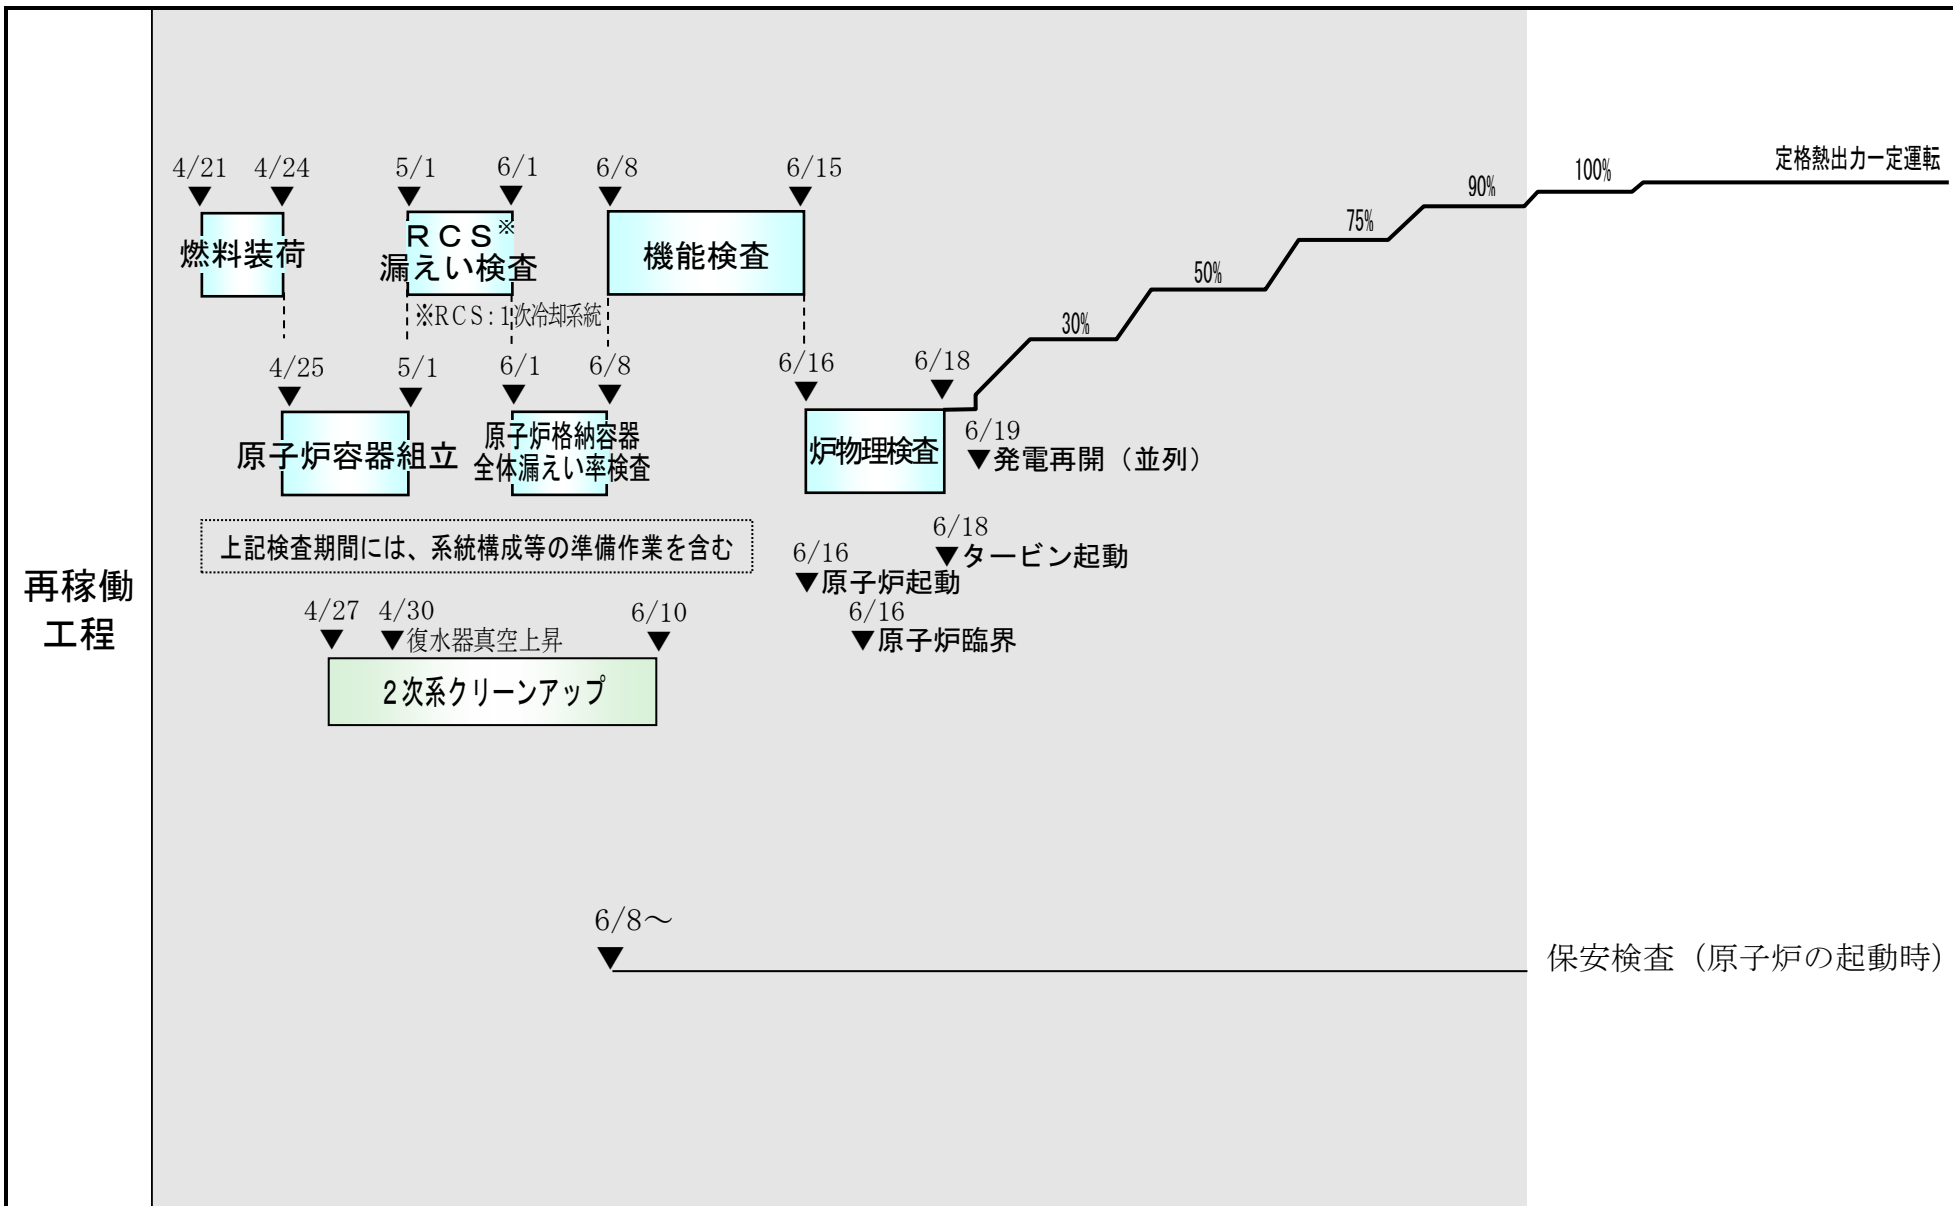 再稼働
工程
4/21 4/24 5/1 6/1 6/8 6/15
▼ ▼ ▼ ▼ ▼ ▼
燃料装荷
ＲＣＳ※
漏えい検査
機能検査
※RCS:1次冷却系統
4/25 5/1 6/1 6/8 6/16 6/18
▼ ▼ ▼ ▼ ▼ ▼
原子炉容器組立
原子炉格納容器
全体漏えい率検査
炉物理検査
6/19
▼発電再開（並列）
30%
50%
75%
90%
100%
定格熱出力一定運転
上記検査期間には、系統構成等の準備作業を含む
6/18
▼タービン起動
6/16
▼原子炉起動
6/16
▼原子炉臨界
4/27 4/30 6/10
▼ ▼復水器真空上昇 ▼
２次系クリーンアップ
6/8～
▼
保安検査（原子炉の起動時）